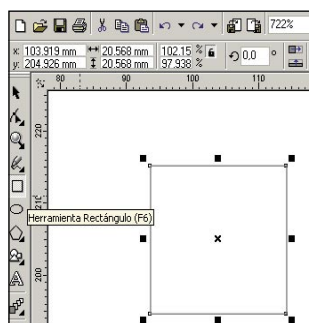 722%
x: 103.919 mm 20.568 mm 102.15 % 0,0 °
y: 204.926 mm 20.568 mm 97.938 %
80 90 100 110
220
210
Herramienta Rectángulo (F6)
200